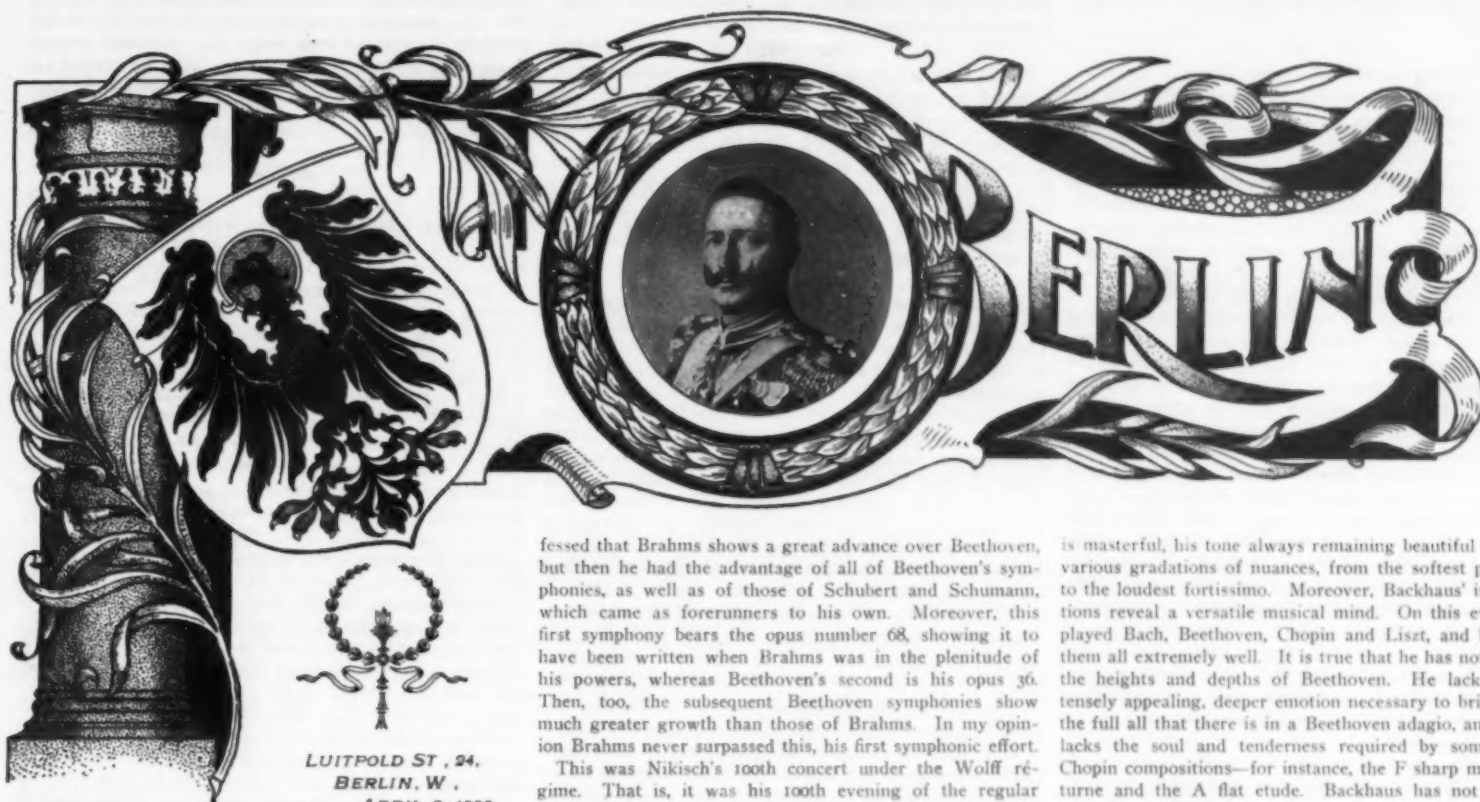 BERLIN
LUITPOLD ST, 24,
BERLIN, W,
fessed that Brahms shows a great advance over Beethoven,
but then he had the advantage of all of Beethoven's sym-
phonies, as well as of those of Schubert and Schumann,
which came as forerunners to his own. Moreover, this
first symphony bears the opus number 68, showing it to
have been written when Brahms was in the plenitude of
his powers, whereas Beethoven's second is his opus 36.
Then, too, the subsequent Beethoven symphonies show
much greater growth than those of Brahms. In my opin-
ion Brahms never surpassed this, his first symphonic effort.
This was Nikisch's 100th concert under the Wolff ré-
gime. That is, it was his 100th evening of the regular
is masterful, his tone always remaining beautiful
various gradations of nuances, from the softest
to the loudest fortissimo. Moreover, Backhaus'
tions reveal a versatile musical mind. On this
played Bach, Beethoven, Chopin and Liszt, and
them all extremely well. It is true that he has
the heights and depths of Beethoven. He lack
tensely appealing, deeper emotion necessary to
the full all that there is in a Beethoven adagio,
lacks the soul and tenderness required by
Chopin compositions—for instance, the F sharp
turne and the A flat etude. Backhaus has not